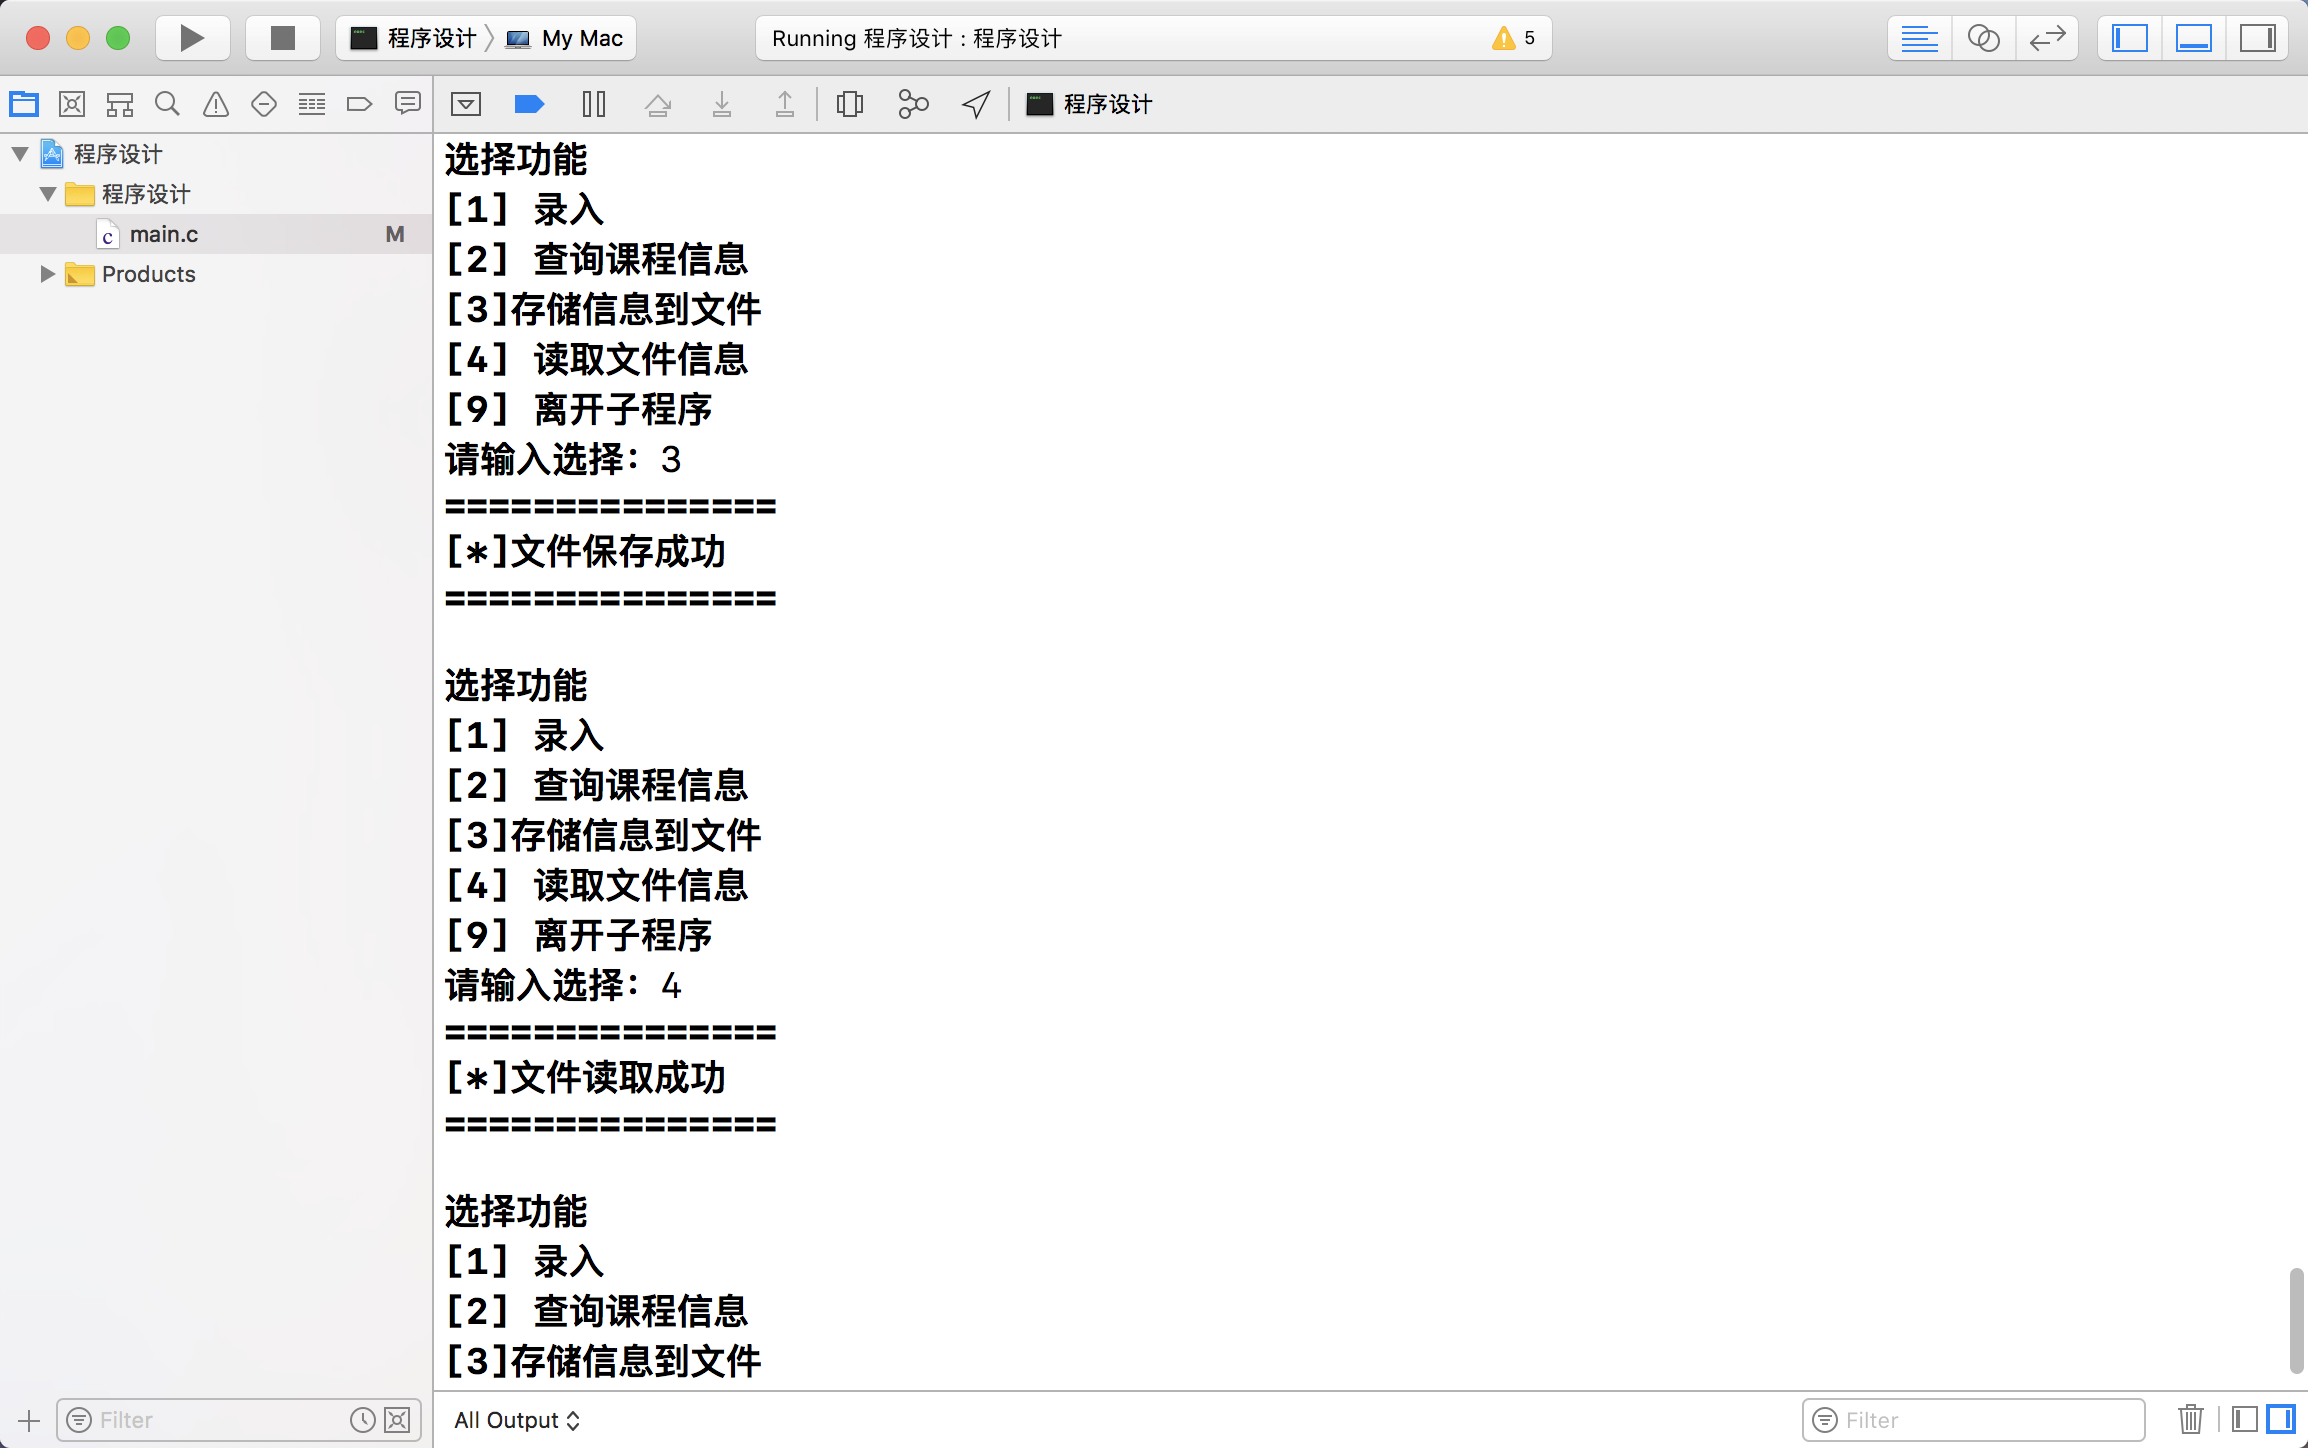 程序设计 My Mac
Running 程序设计 : 程序设计 5
程序设计
程序设计
程序设计
main.c M
Products
选择功能
[1] 录入
[2] 查询课程信息
[3]存储信息到文件
[4] 读取文件信息
[9] 离开子程序
请输入选择：3
===============
[*]文件保存成功
===============
选择功能
[1] 录入
[2] 查询课程信息
[3]存储信息到文件
[4] 读取文件信息
[9] 离开子程序
请输入选择：4
===============
[*]文件读取成功
===============
选择功能
[1] 录入
[2] 查询课程信息
[3]存储信息到文件
Filter
All Output
Filter